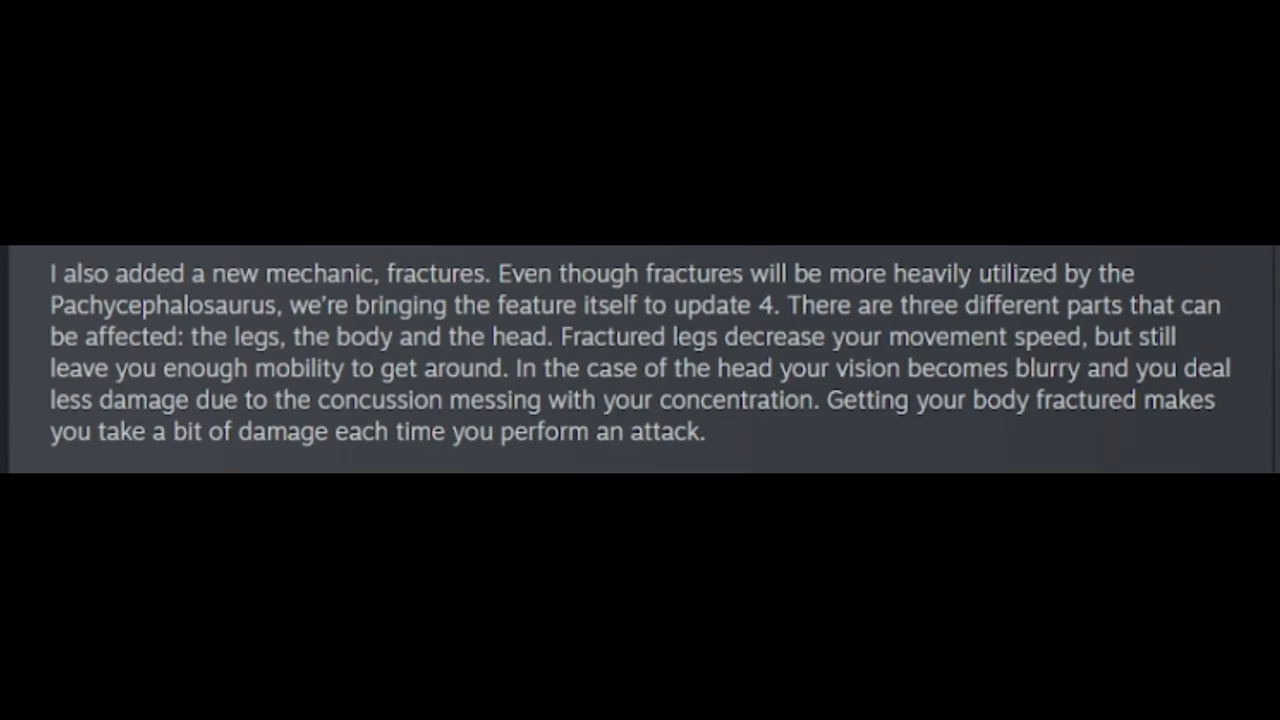 I also added a new mechanic, fractures. Even though fractures will be more heavily utilized by the
Pachycephalosaurus, we're bringing the feature itself to update 4. There are three different parts that can
be affected: the legs, the body and the head. Fractured legs decrease your movement speed, but still
leave you enough mobility to get around. In the case of the head your vision becomes blurry and you deal
less damage due to the concussion messing with your concentration. Getting your body fractured makes
you take a bit of damage each time you perform an attack.